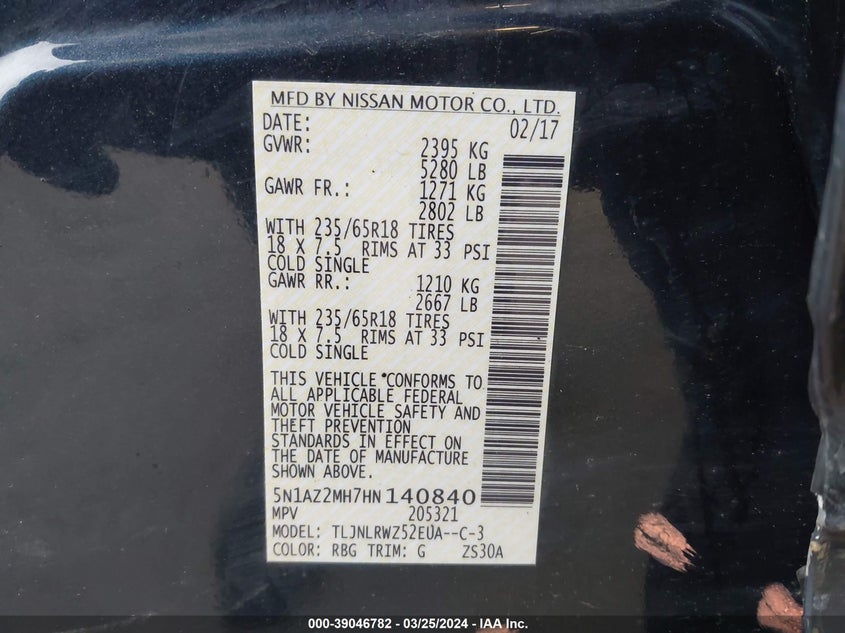 MFD BY NISSAN MOTOR CO., LTD.
DATE: 02/17
GVWR: 2395 KG
5280 LB
GAWR FR.: 1271 KG
2802 LB
WITH 235/65R18 TIRES
18 X 7.5 RIMS AT 33 PSI
COLD SINGLE
GAWR RR.: 1210 KG
2667 LB
WITH 235/65R18 TIRES
18 X 7.5 RIMS AT 33 PSI
COLD SINGLE
THIS VEHICLE CONFORMS TO
ALL APPLICABLE FEDERAL
MOTOR VEHICLE SAFETY AND
THEFT PREVENTION
STANDARDS IN EFFECT ON
THE DATE OF MANUFACTURE
SHOWN ABOVE.
5N1AZ2MH7HN140840
MPV 205321
MODEL: TLJNLRWZ52EUA--C-3
COLOR: RBG TRIM: G ZS30A
000-39046782 - 03/25/2024 - IAA Inc.